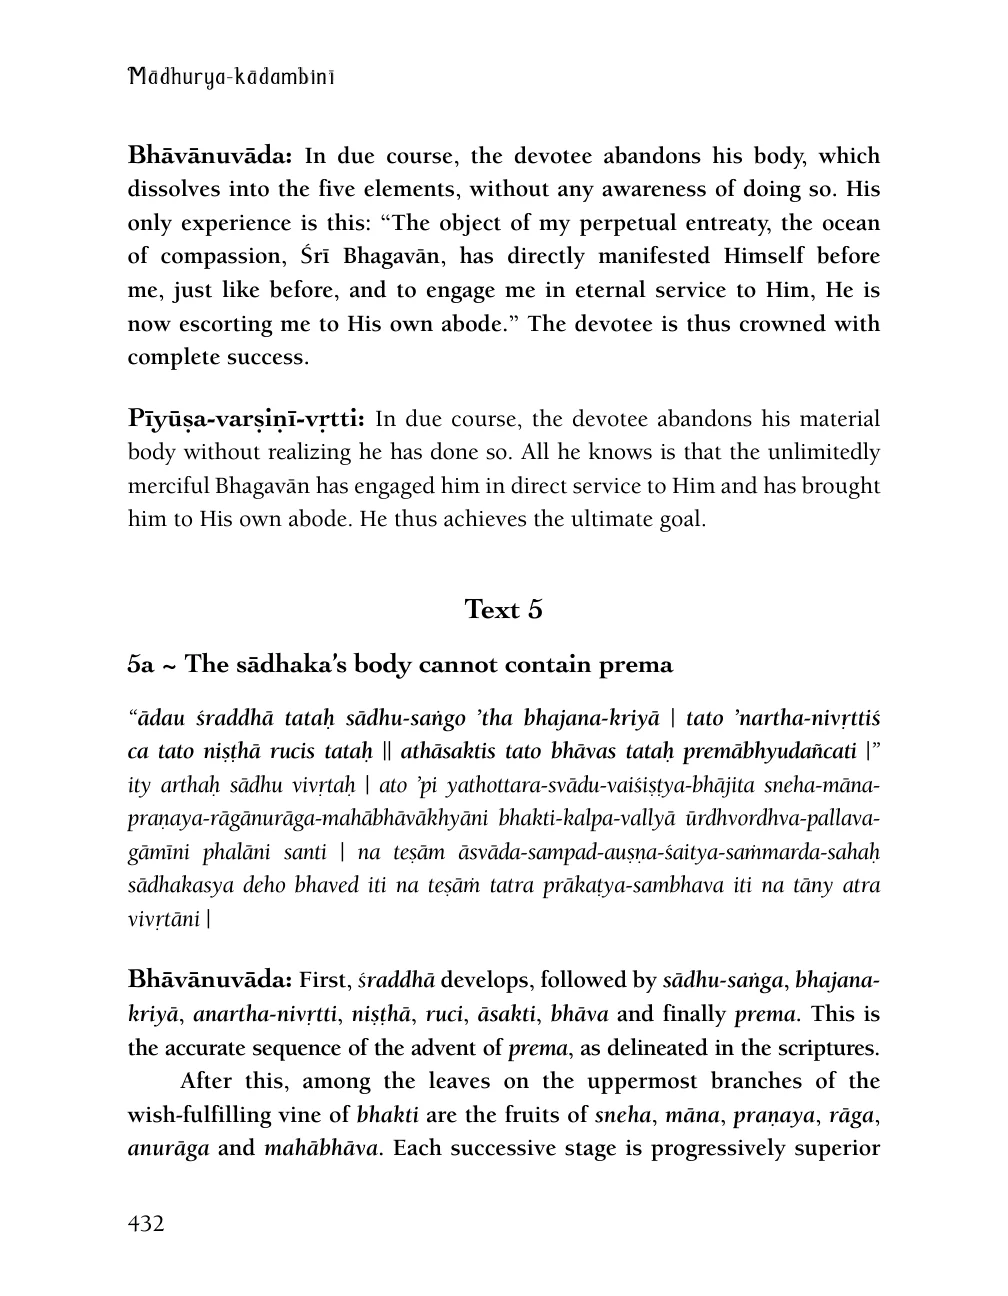 Mādhurya-kādambinī
Bhāvānuvāda: In due course, the devotee abandons his body, which
dissolves into the five elements, without any awareness of doing so. His
only experience is this: “The object of my perpetual entreaty, the ocean
of compassion, Śrī Bhagavān, has directly manifested Himself before
me, just like before, and to engage me in eternal service to Him, He is
now escorting me to His own abode.” The devotee is thus crowned with
complete success.
Pīyūṣa-varṣiṇī-vṛtti: In due course, the devotee abandons his material
body without realizing he has done so. All he knows is that the unlimitedly
merciful Bhagavān has engaged him in direct service to Him and has brought
him to His own abode. He thus achieves the ultimate goal.
Text 5
5a ~ The sādhaka’s body cannot contain prema
“ādau śraddhā tataḥ sādhu-saṅgo ’tha bhajana-kriyā | tato ’nartha-nivṛttiś
ca tato niṣṭhā rucis tataḥ || athāsaktis tato bhāvas tataḥ premābhyudañcati |”
ity arthaḥ sādhu vivṛtaḥ | ato ’pi yathottara-svādu-vaiśiṣṭya-bhājita sneha-māna-
praṇaya-rāgānurāga-mahābhāvākhyāni bhakti-kalpa-vallyā ūrdhvordhva-pallava-
gāmīni phalāni santi | na teṣām āsvāda-sampad-auṣṇa-śaitya-saṁmarda-sahaḥ
sādhakasya deho bhaved iti na teṣāṁ tatra prākaṭya-sambhava iti na tāny atra
vivṛtāni |
Bhāvānuvāda: First, śraddhā develops, followed by sādhu-saṅga, bhajana-
kriyā, anartha-nivṛtti, niṣṭhā, ruci, āsakti, bhāva and finally prema. This is
the accurate sequence of the advent of prema, as delineated in the scriptures.
After this, among the leaves on the uppermost branches of the
wish-fulfilling vine of bhakti are the fruits of sneha, māna, praṇaya, rāga,
anurāga and mahābhāva. Each successive stage is progressively superior
432